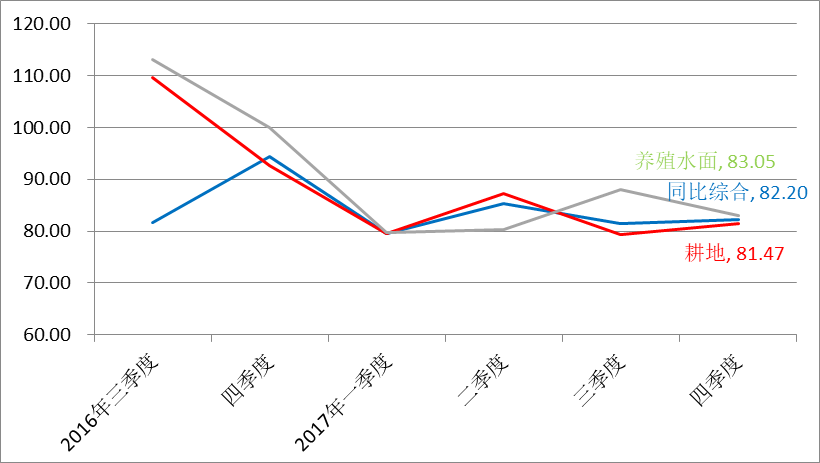 120.00
110.00
100.00
90.00
80.00
70.00
60.00
养殖水面, 83.05
同比综合, 82.20
耕地, 81.47
2016年三季度
四季度
2017年一季度
二季度
三季度
四季度